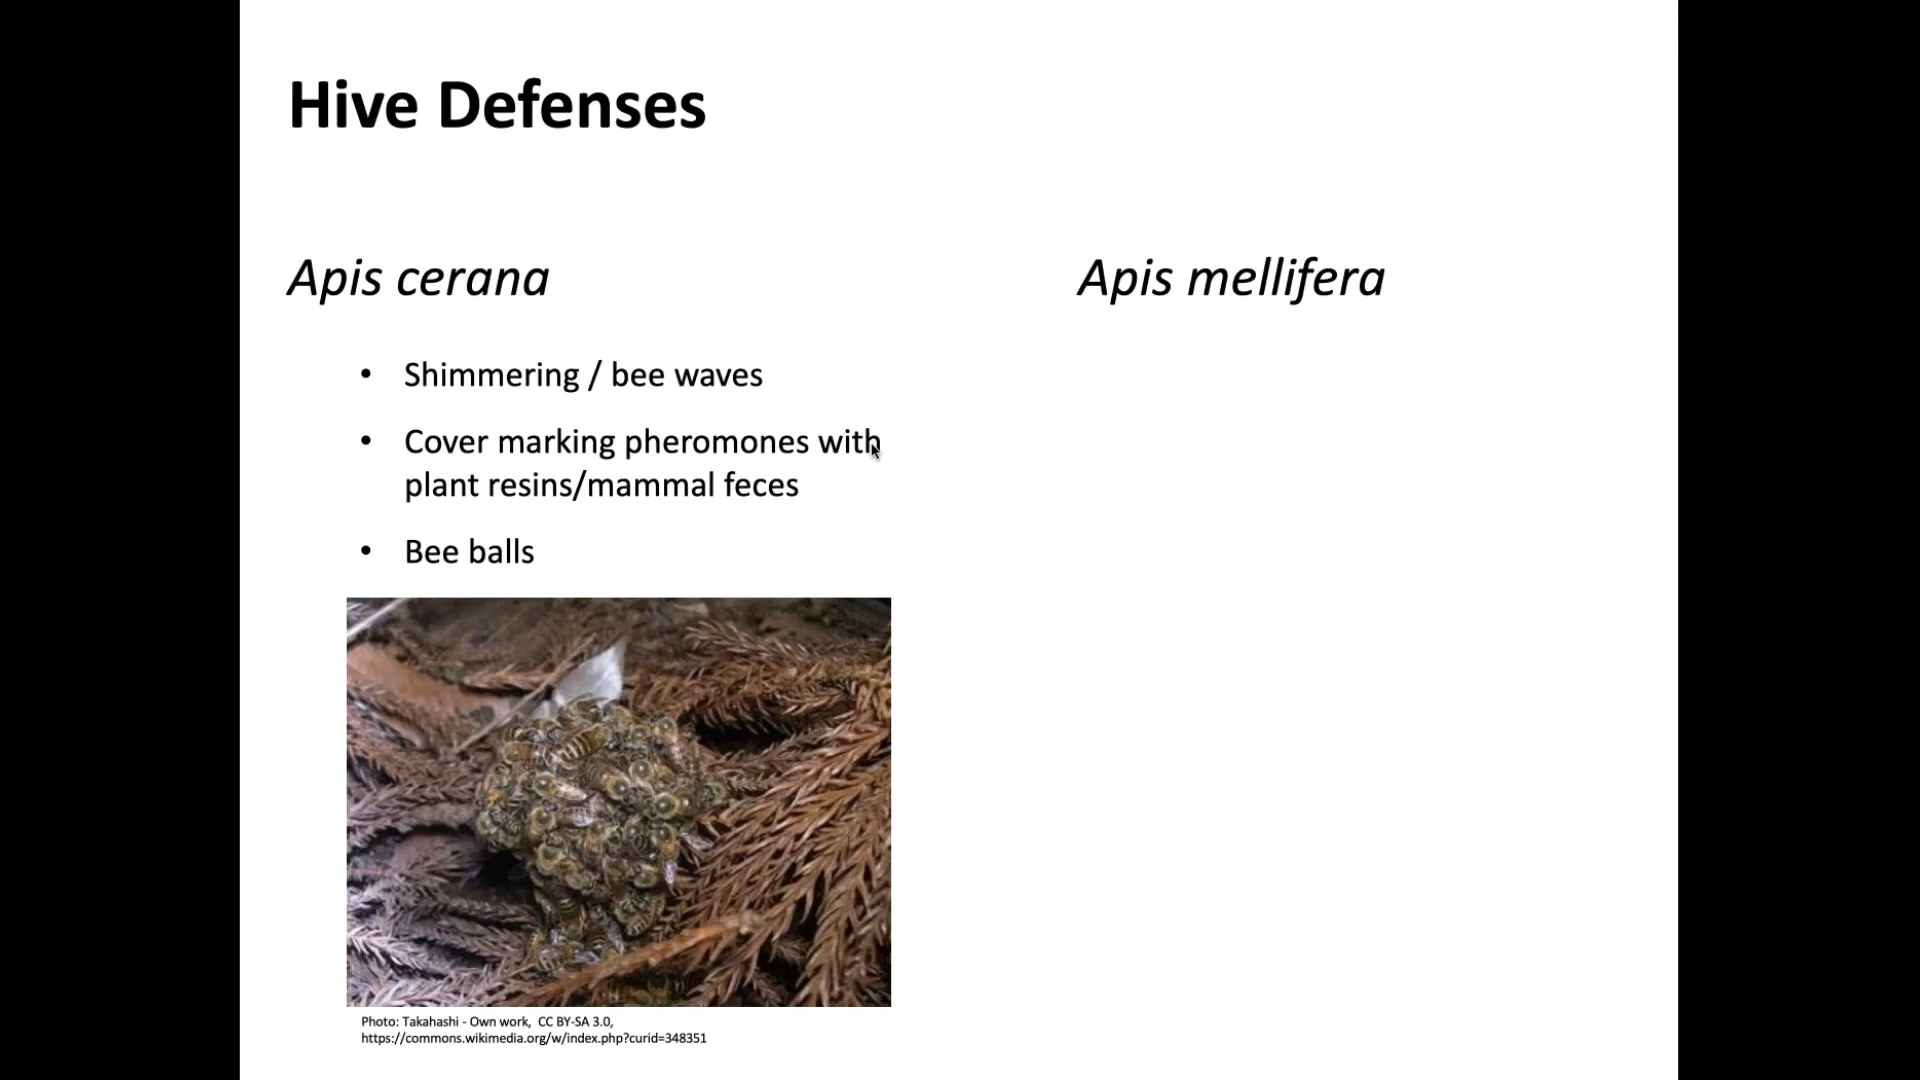 Hive Defenses
Apis cerana
Apis mellifera
• Shimmering / bee waves
• Cover marking pheromones with
plant resins/mammal feces
• Bee balls
Photo: Takahashi - Own work, CC BY-SA 3.0,
https://commons.wikimedia.org/w/index.php?curid=348351